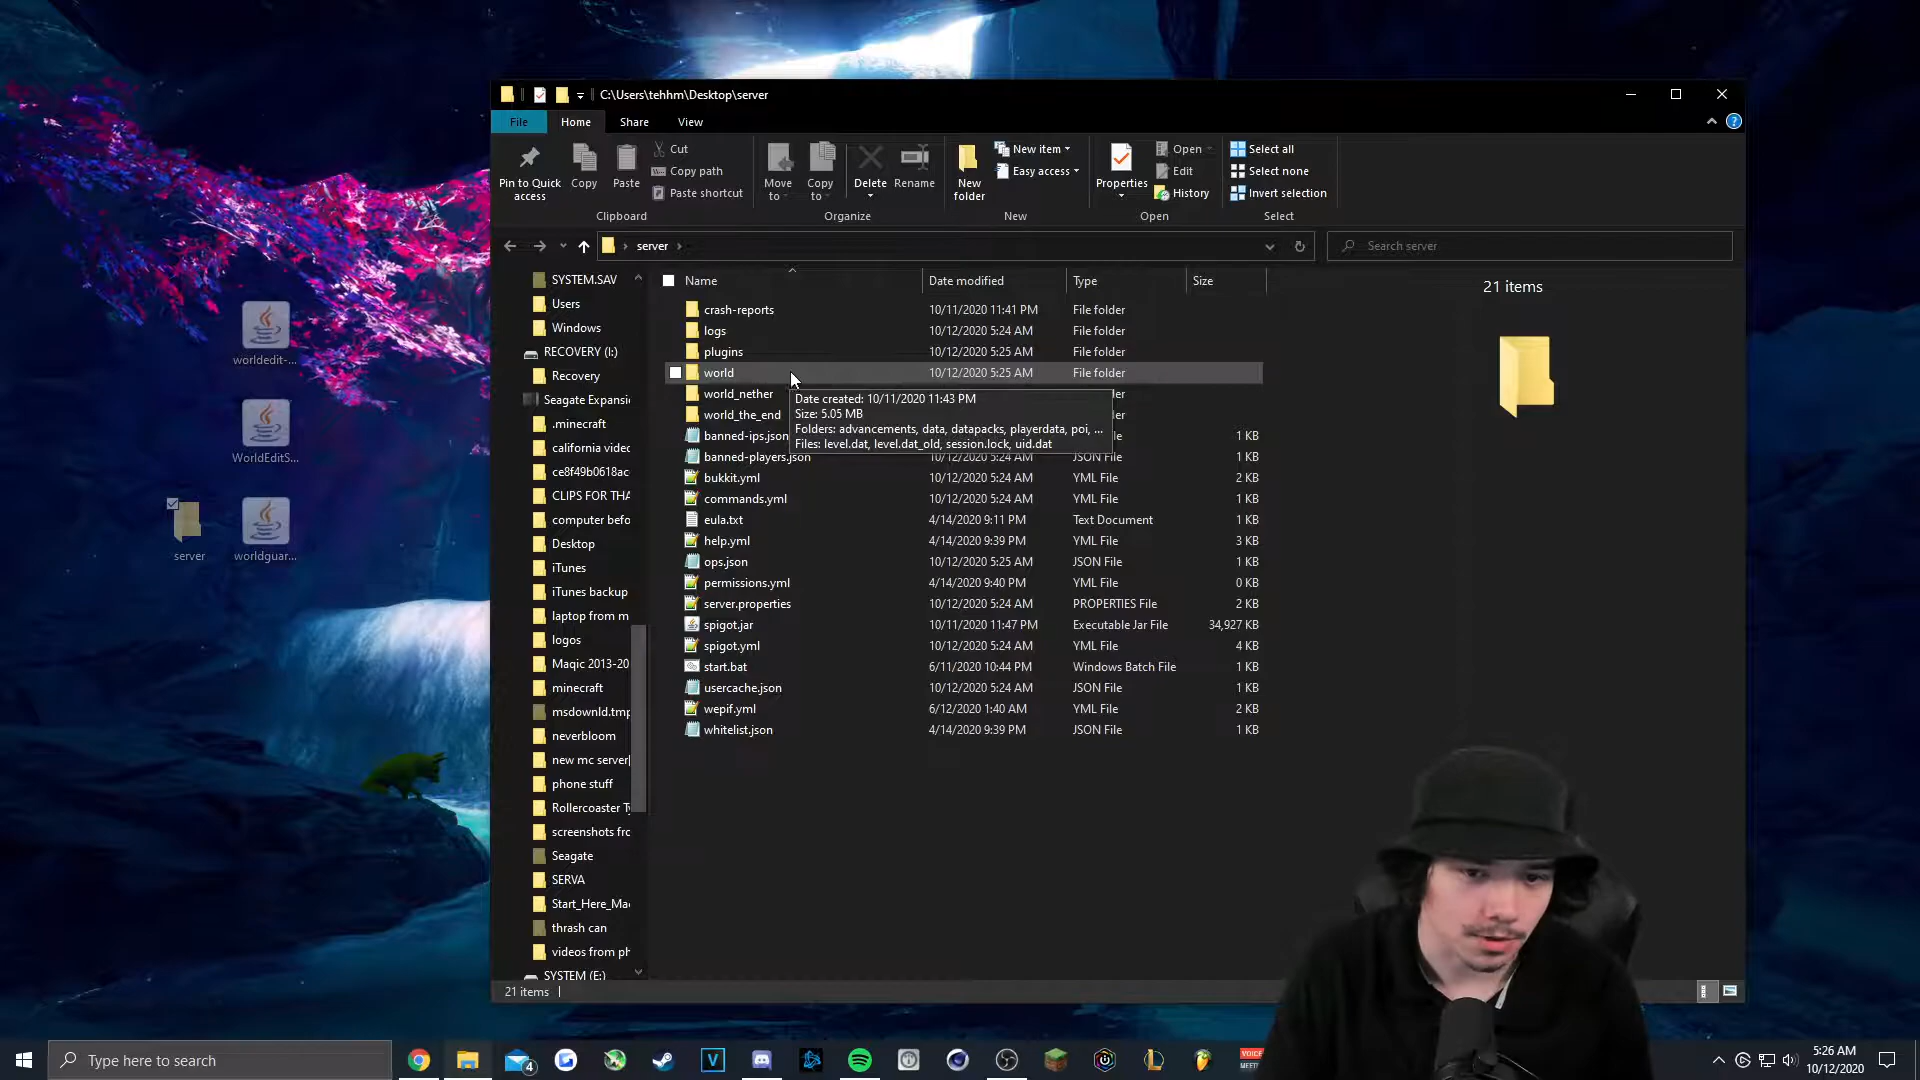 C:\Users\tehhm\Desktop\server
File Home Share View
Pin to Quick access
Copy
Paste
Cut
Copy path
Paste shortcut
Clipboard
Move to
Copy to
Delete
Rename
Organize
New folder
New item
Easy access
New
Properties
Open
Edit
History
Open
Select all
Select none
Invert selection
Select
server
Search server
SYSTEM.SAV
Users
Windows
RECOVERY (I:)
Recovery
Seagate Expansi
.minecraft
california videc
ce8f49b0618ac
CLIPS FOR THA
computer befo
Desktop
iTunes
iTunes backup
laptop from m
logos
Magic 2013-20
minecraft
msdownld.tmp
neverbloom
new mc server
phone stuff
Rollercoaster Ty
screenshots frc
Seagate
SERVA
Start_Here_Mac
thrash can
videos from ph
SYSTEM (E:)
Name Date modified Type Size
crash-reports 10/11/2020 11:41 PM File folder
logs 10/12/2020 5:24 AM File folder
plugins 10/12/2020 5:25 AM File folder
world 10/12/2020 5:25 AM File folder
world_nether der
world_the_end der
banned-ips.json le 1 KB
banned-players.json 10/12/2020 5:24 AM JSON File 1 KB
bukkit.yml 10/12/2020 5:24 AM YML File 2 KB
commands.yml 10/12/2020 5:24 AM YML File 1 KB
eula.txt 4/14/2020 9:11 PM Text Document 1 KB
help.yml 4/14/2020 9:39 PM YML File 3 KB
ops.json 10/12/2020 5:25 AM JSON File 1 KB
permissions.yml 4/14/2020 9:40 PM YML File 0 KB
server.properties 10/12/2020 5:24 AM PROPERTIES File 2 KB
spigot.jar 10/11/2020 11:47 PM Executable Jar File 34,927 KB
spigot.yml 10/12/2020 5:24 AM YML File 4 KB
start.bat 6/11/2020 10:44 PM Windows Batch File 1 KB
usercache.json 10/12/2020 5:24 AM JSON File 1 KB
wepif.yml 6/12/2020 1:40 AM YML File 2 KB
whitelist.json 4/14/2020 9:39 PM JSON File 1 KB
Date created: 10/11/2020 11:43 PM
Size: 5.05 MB
Folders: advancements, data, datapacks, playerdata, poi, ...
Files: level.dat, level.dat_old, session.lock, uid.dat
21 items
21 items
worldedit-...
WorldEditS...
server
worldguar...
Type here to search
4
V
VOICE
MEET
5:26 AM
10/12/2020